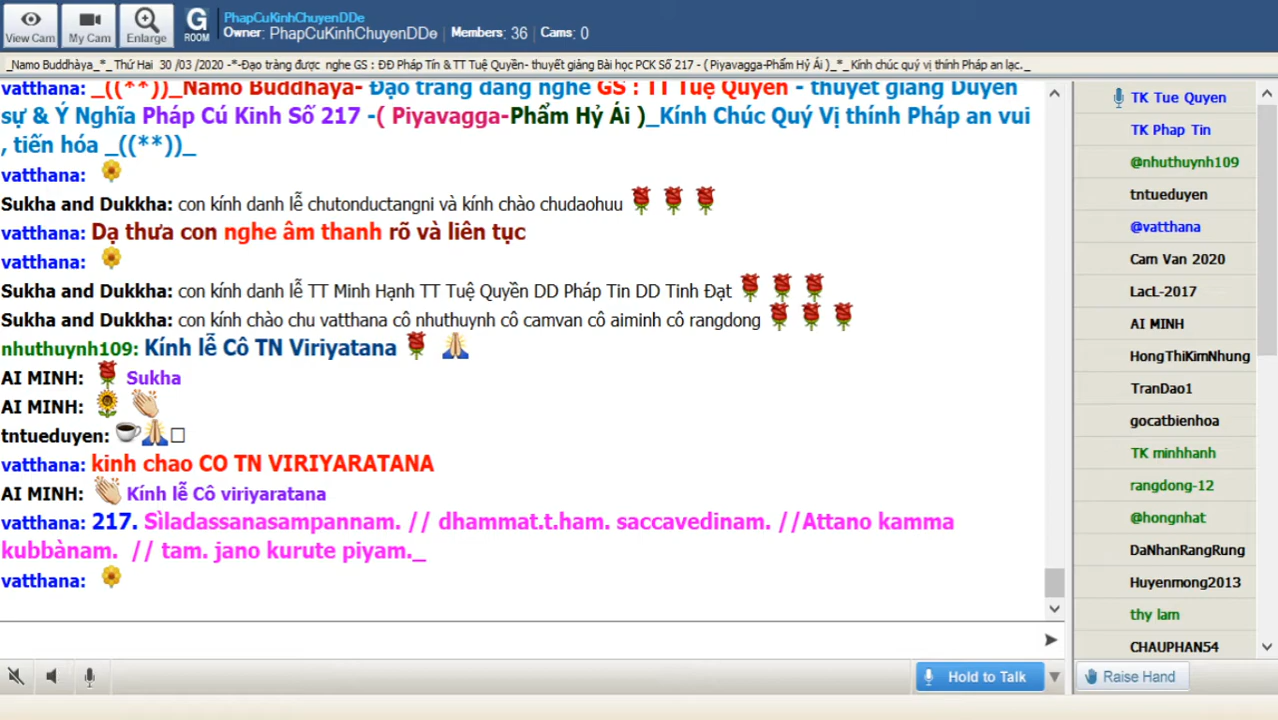 View Cam
My Cam
Enlarge
G
ROOM
PhapCuKinhChuyenDDe
Owner: PhapCuKinhChuyenDDe Members: 36 Cams: 0
_Namo Buddhàya_*_ Thứ Hai 30 /03 /2020 -*-Đạo tràng được nghe GS : ĐĐ Pháp Tín & TT Tuệ Quyền- thuyết giảng Bài học PCK Số 217 - ( Piyavagga-Phẩm Hỷ Ái )_*_ Kính chúc quý vị thính Pháp an lạc._
vatthana: _((**))_Namo Buddhaya- Đạo tràng đang nghe GS : TT Tuệ Quyền - thuyết giảng Duyên
sự & Ý Nghĩa Pháp Cú Kinh Số 217 -( Piyavagga-Phẩm Hỷ Ái )_Kính Chúc Quý Vị thính Pháp an vui
, tiến hóa _((**))_
vatthana:
Sukha and Dukkha: con kính danh lễ chutonductangni và kính chào chudaohuu
vatthana: Dạ thưa con nghe âm thanh rõ và liên tục
vatthana:
Sukha and Dukkha: con kính danh lễ TT Minh Hạnh TT Tuệ Quyền DD Pháp Tin DD Tinh Đạt
Sukha and Dukkha: con kính chào chu vatthana cô nhuthuynh cô camvan cô aiminh cô rangdong
nhuthuynh109: Kính lễ Cô TN Viriyatana
AI MINH: Sukha
AI MINH:
tntueduyen:
vatthana: kinh chao CO TN VIRIYARATANA
AI MINH: Kính lễ Cô viriyaratana
vatthana: 217. Sìladassanasampannam. // dhammat.t.ham. saccavedinam. //Attano kamma
kubbànam. // tam. jano kurute piyam._
vatthana:
TK Tue Quyen
TK Phap Tin
@nhuthuynh109
tntueduyen
@vatthana
Cam Van 2020
LacL-2017
AI MINH
HongThiKimNhung
TranDao1
gocatbienhoa
TK minhhanh
rangdong-12
@hongnhat
DaNhanRangRung
Huyenmong2013
thy lam
CHAUPHAN54
Hold to Talk
Raise Hand